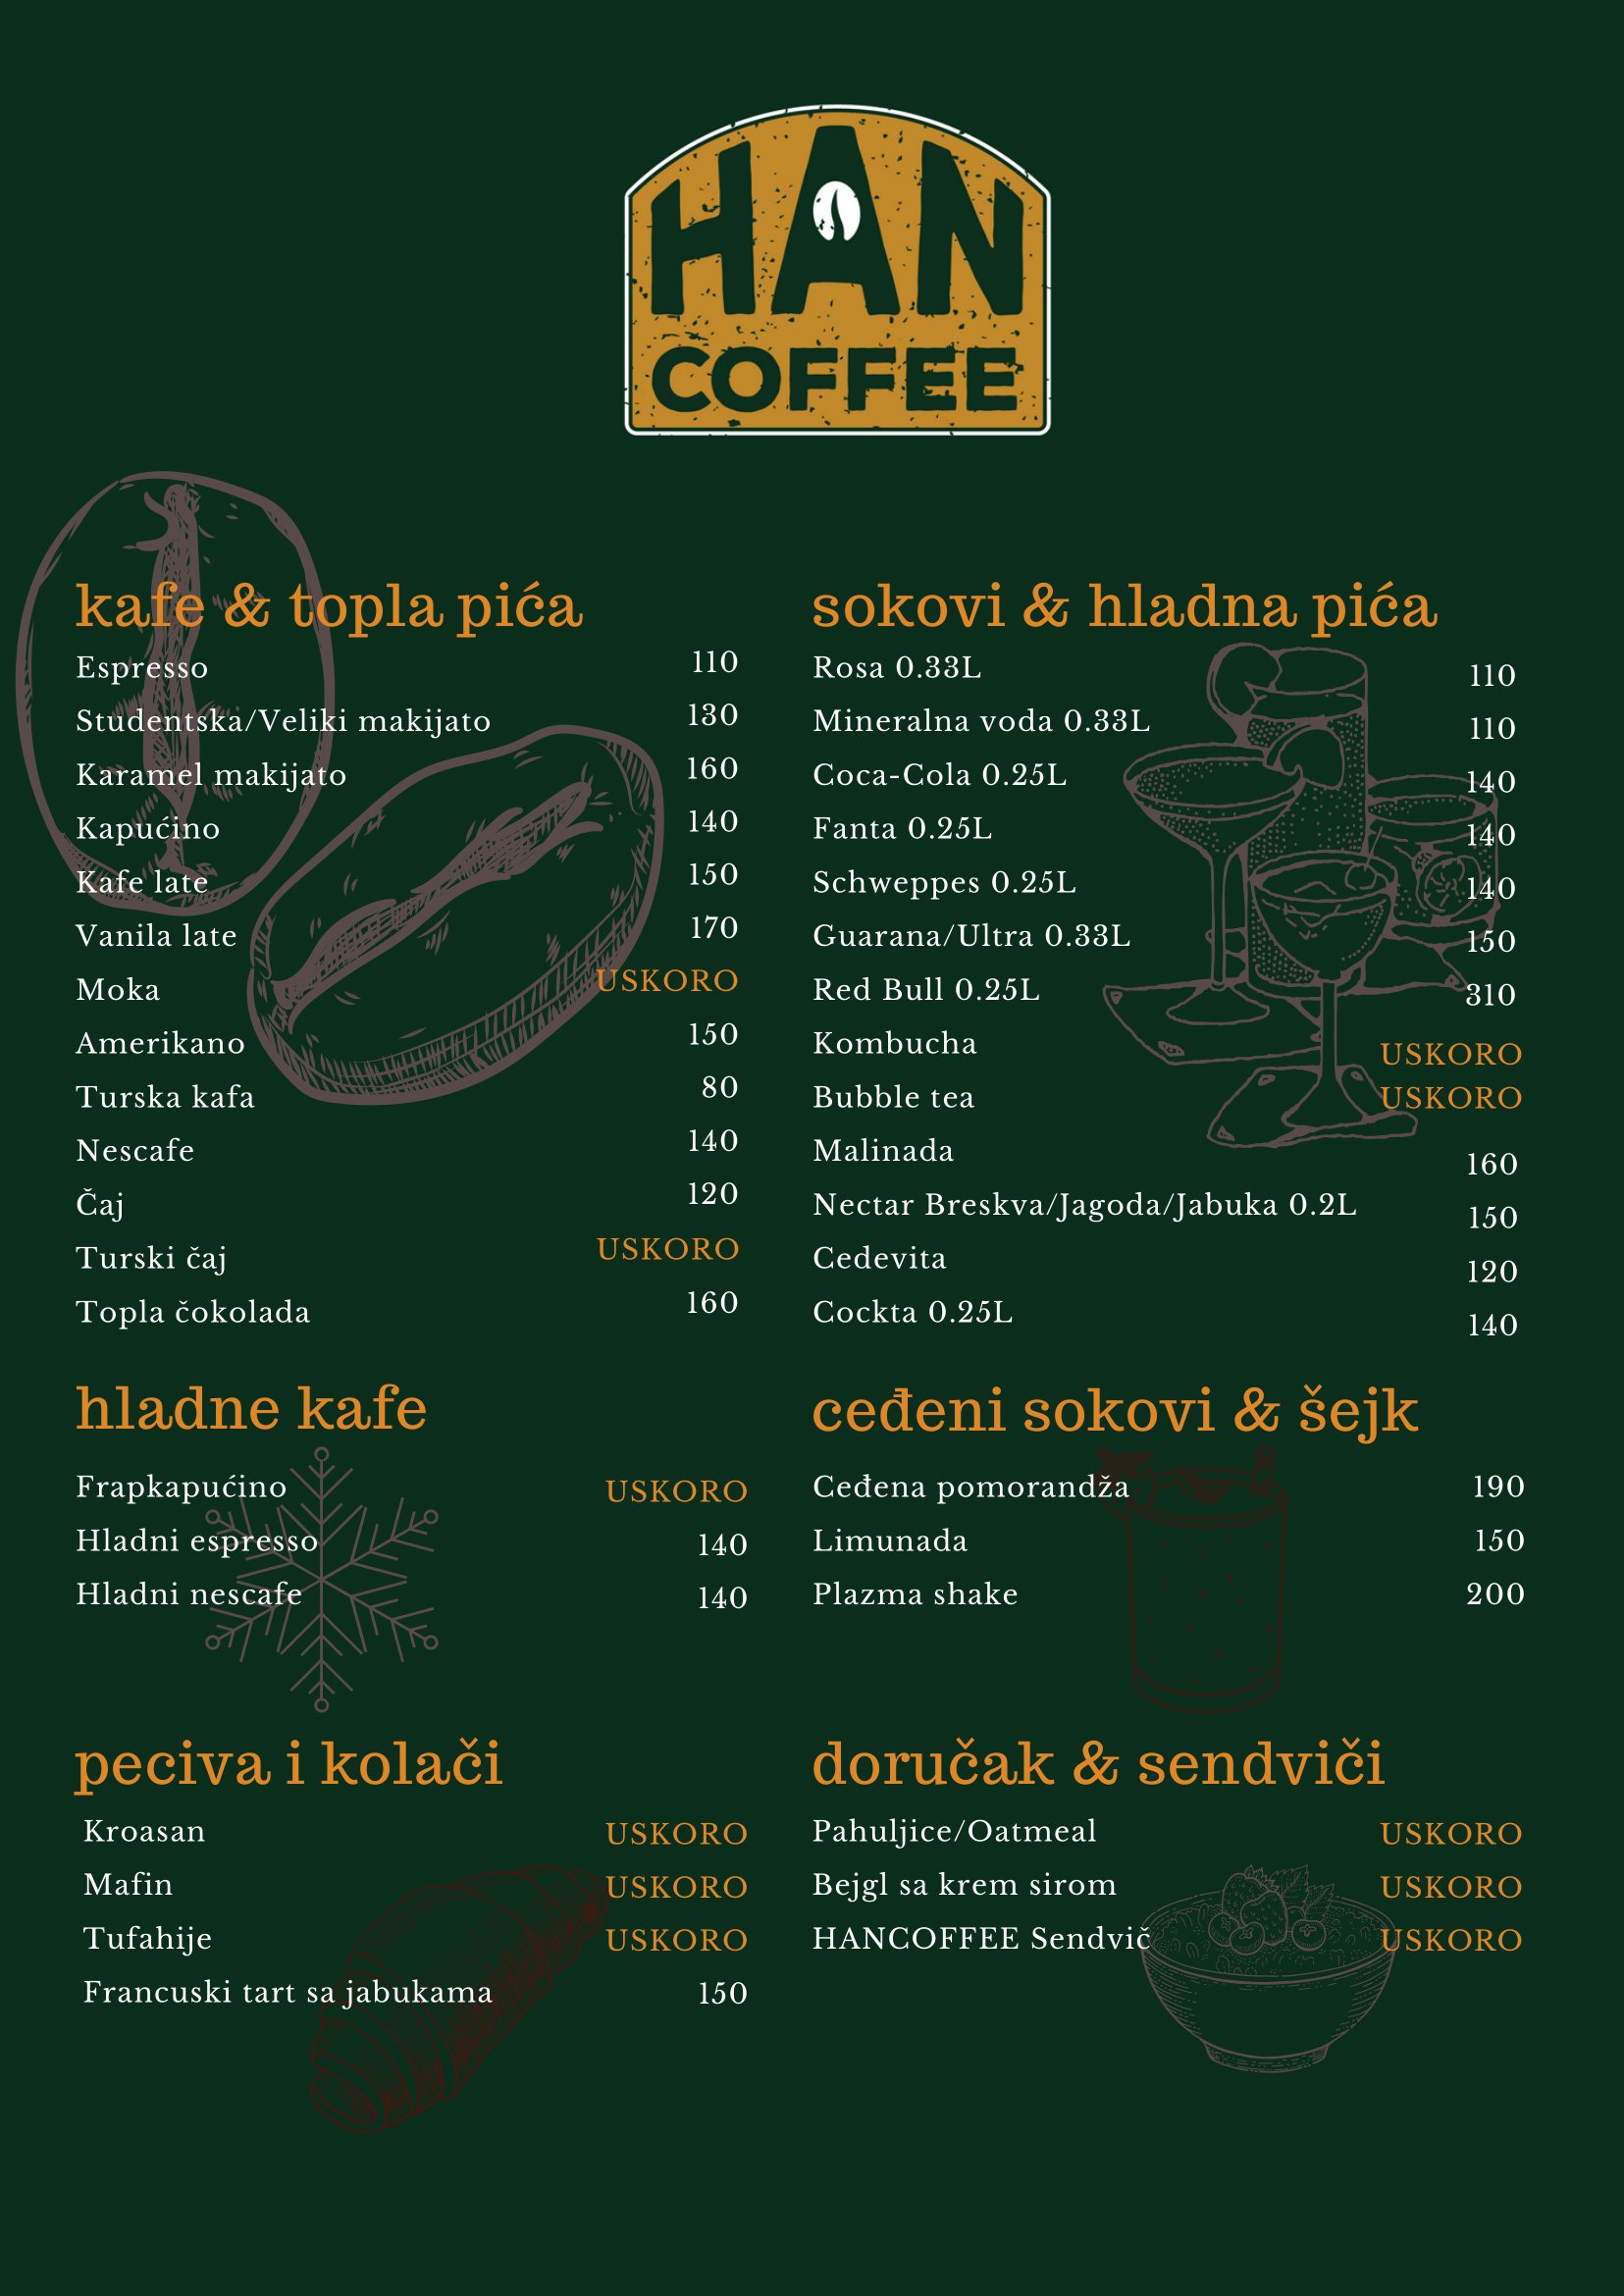 HAN
COFFEE
kafe & topla pića
Espresso 110
Studentska/Veliki makijato 130
Karamel makijato 160
Kapućino 140
Kafe late 150
Vanila late 170
Moka USKORO
Amerikano 150
Turska kafa 80
Nescafe 140
Čaj 120
Turski čaj USKORO
Topla čokolada 160
sokovi & hladna pića
Rosa 0.33L 110
Mineralna voda 0.33L 110
Coca-Cola 0.25L 140
Fanta 0.25L 140
Schweppes 0.25L 140
Guarana/Ultra 0.33L 150
Red Bull 0.25L 310
Kombucha USKORO
Bubble tea USKORO
Malinada 160
Nectar Breskva/Jagoda/Jabuka 0.2L 150
Cedevita 120
Cockta 0.25L 140
hladne kafe
Frapkapućino USKORO
Hladni espresso 140
Hladni nescafe 140
ceđeni sokovi & šejk
Ceđena pomorandža 190
Limunada 150
Plazma shake 200
peciva i kolači
Kroasan USKORO
Mafin USKORO
Tufahije USKORO
Francuski tart sa jabukama 150
doručak & sendviči
Pahuljice/Oatmeal USKORO
Bejgl sa krem sirom USKORO
HANCOFFEE Sendvič USKORO